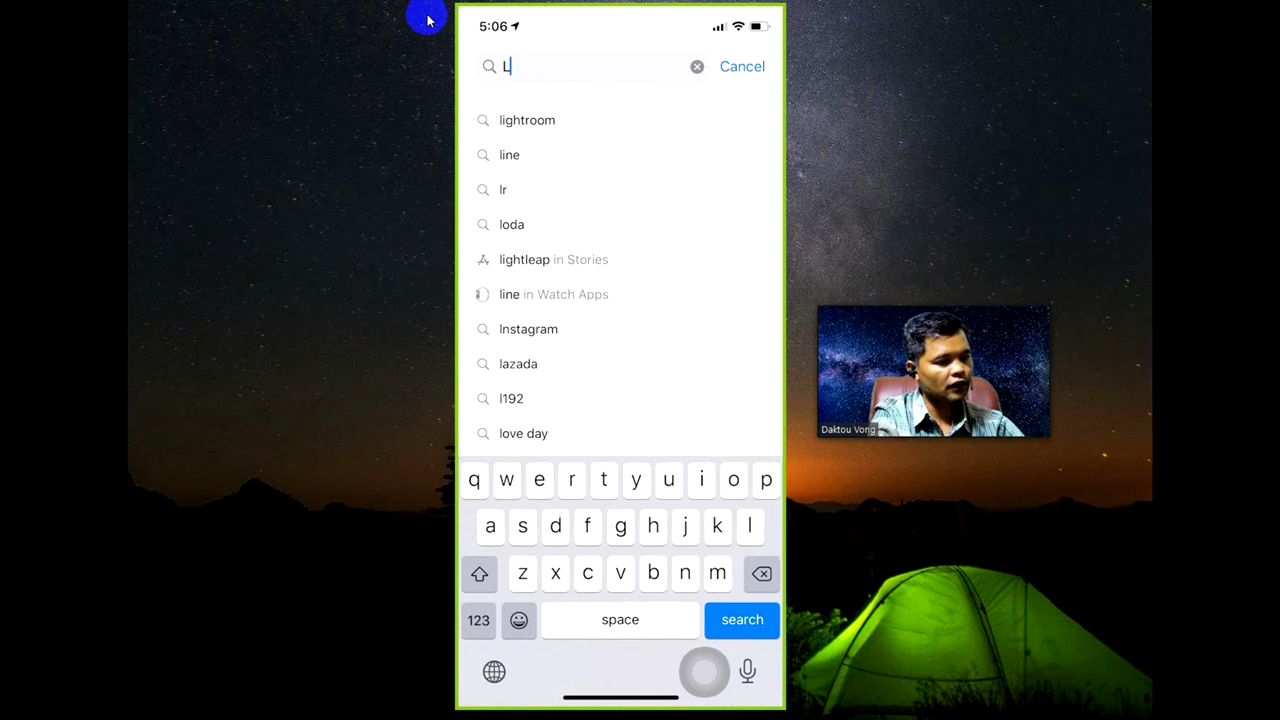 5:06
L
Cancel
lightroom
line
lr
loda
lightleap in Stories
line in Watch Apps
lnstagram
lazada
l192
love day
q w e r t y u i o p
a s d f g h j k l
z x c v b n m
123 space search
Daktou Vong